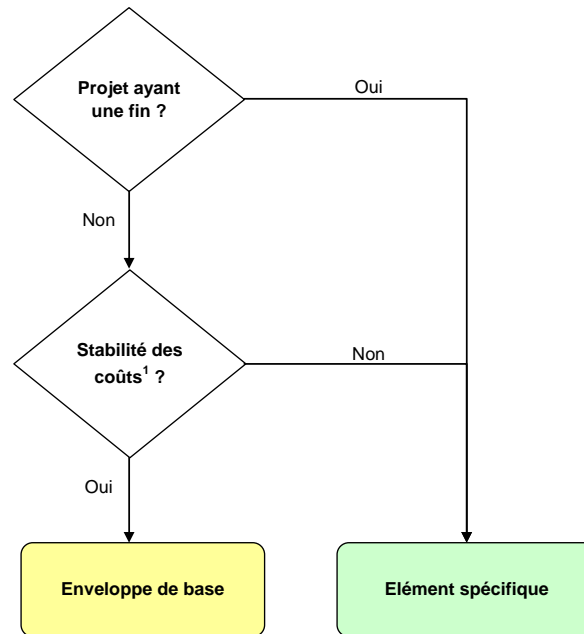 Projet ayant
une fin ?
Oui
Non
Stabilité des
coûts¹ ?
Non
Oui
Enveloppe de base
Elément spécifique